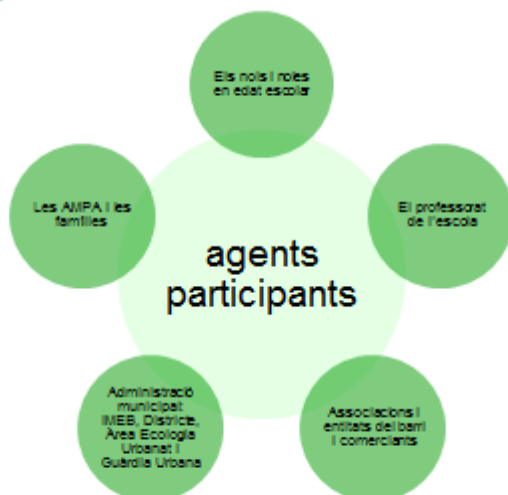 Els nois i noies
en edat escolar
Les AMPA i les
famílies
El professorat
de l'escola
agents
participants
Administració
municipal:
IMEB, Districte,
Àrea Ecologia
Urbanat i
Guàrdia Urbana
Associacions i
entitats del barri
i comerciants